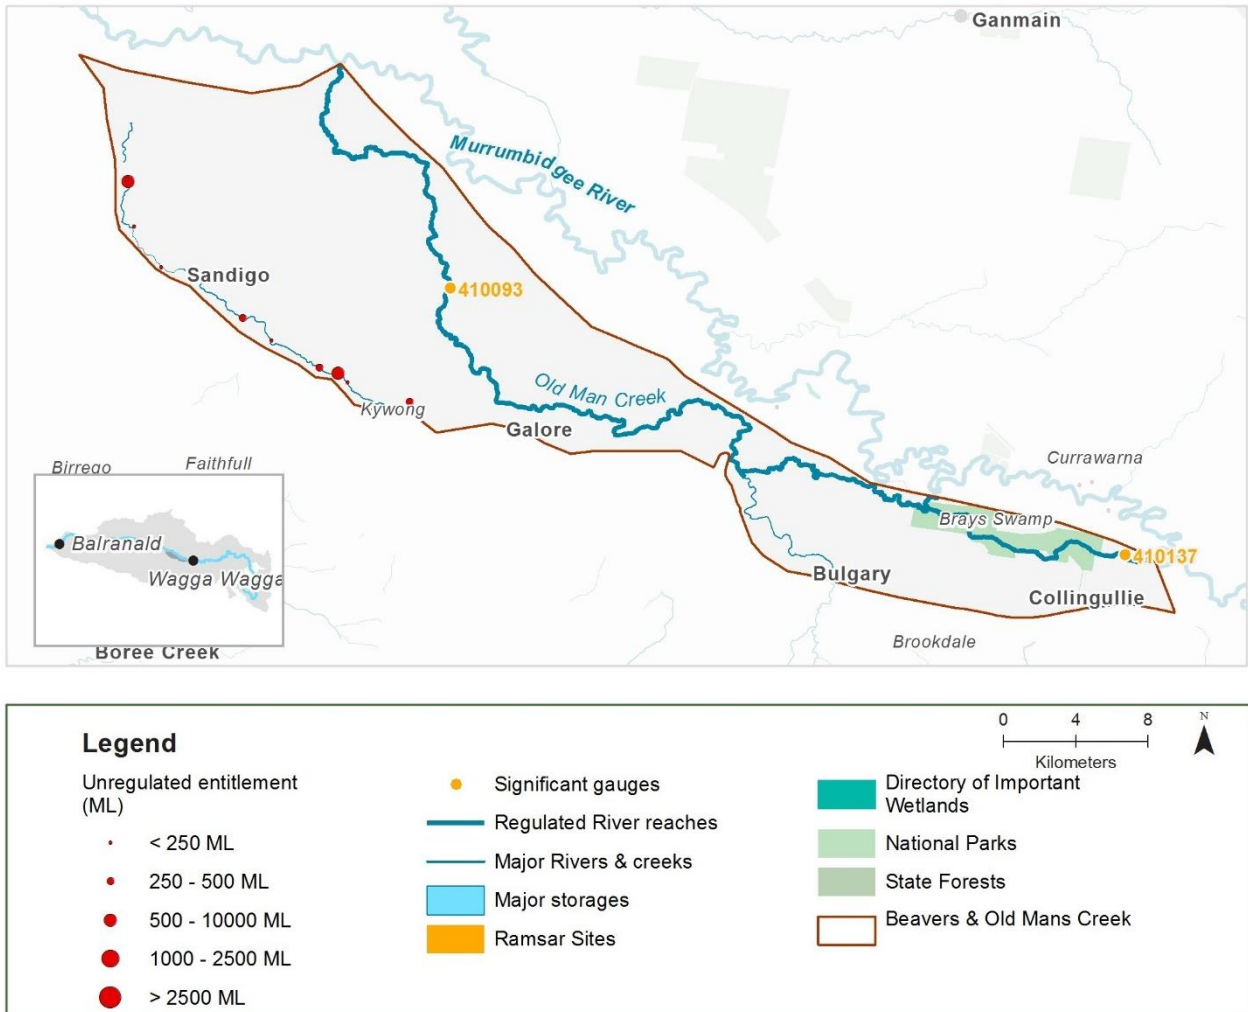 Ganmain
Murrumbidgee River
Sandigo
410093
Old Man Creek
Kywong
Galore
Currawarna
Birrego
Faithfull
Brays Swamp
Balranald
Wagga Wagga
410137
Bulgary
Collingullie
Brookdale
Boree Creek
0 4 8
Kilometers
N
Legend
Unregulated entitlement
(ML)
< 250 ML
250 - 500 ML
500 - 10000 ML
1000 - 2500 ML
> 2500 ML
Significant gauges
Regulated River reaches
Major Rivers & creeks
Major storages
Ramsar Sites
Directory of Important
Wetlands
National Parks
State Forests
Beavers & Old Mans Creek